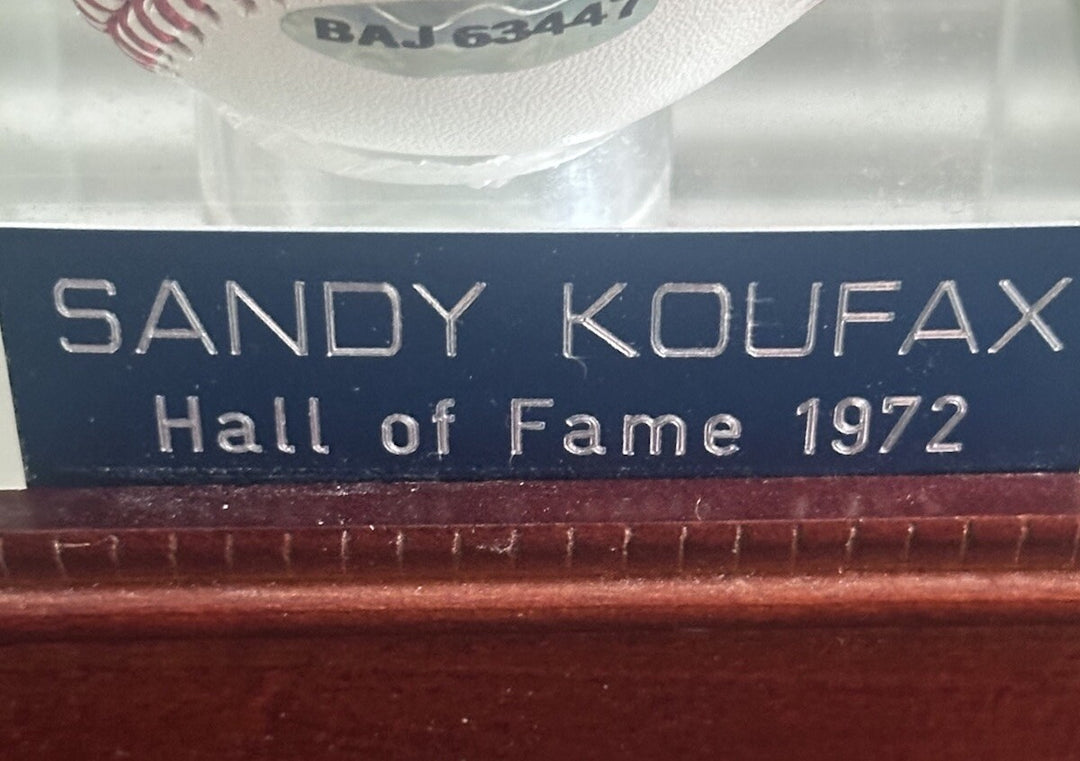 BAJ 63447
SANDY KOUFAX
Hall of Fame 1972